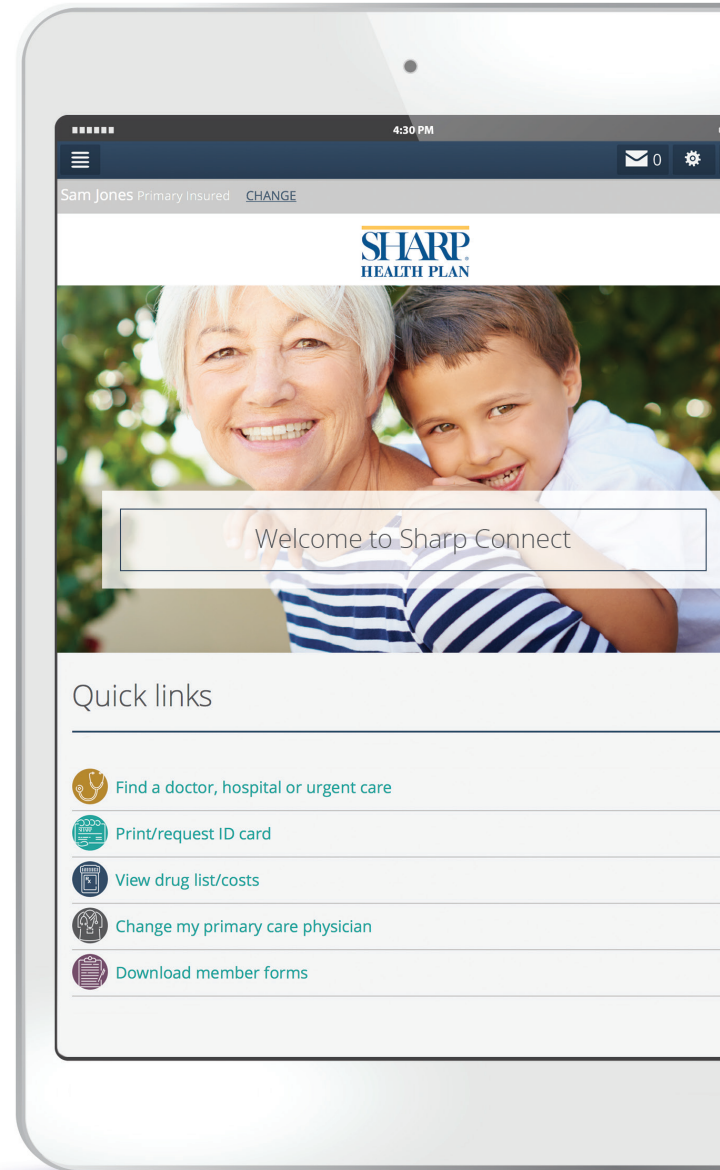 4:30 PM
0
Sam Jones Primary Insured CHANGE
SHARP
HEALTH PLAN
Welcome to Sharp Connect
Quick links
Find a doctor, hospital or urgent care
Print/request ID card
View drug list/costs
Change my primary care physician
Download member forms